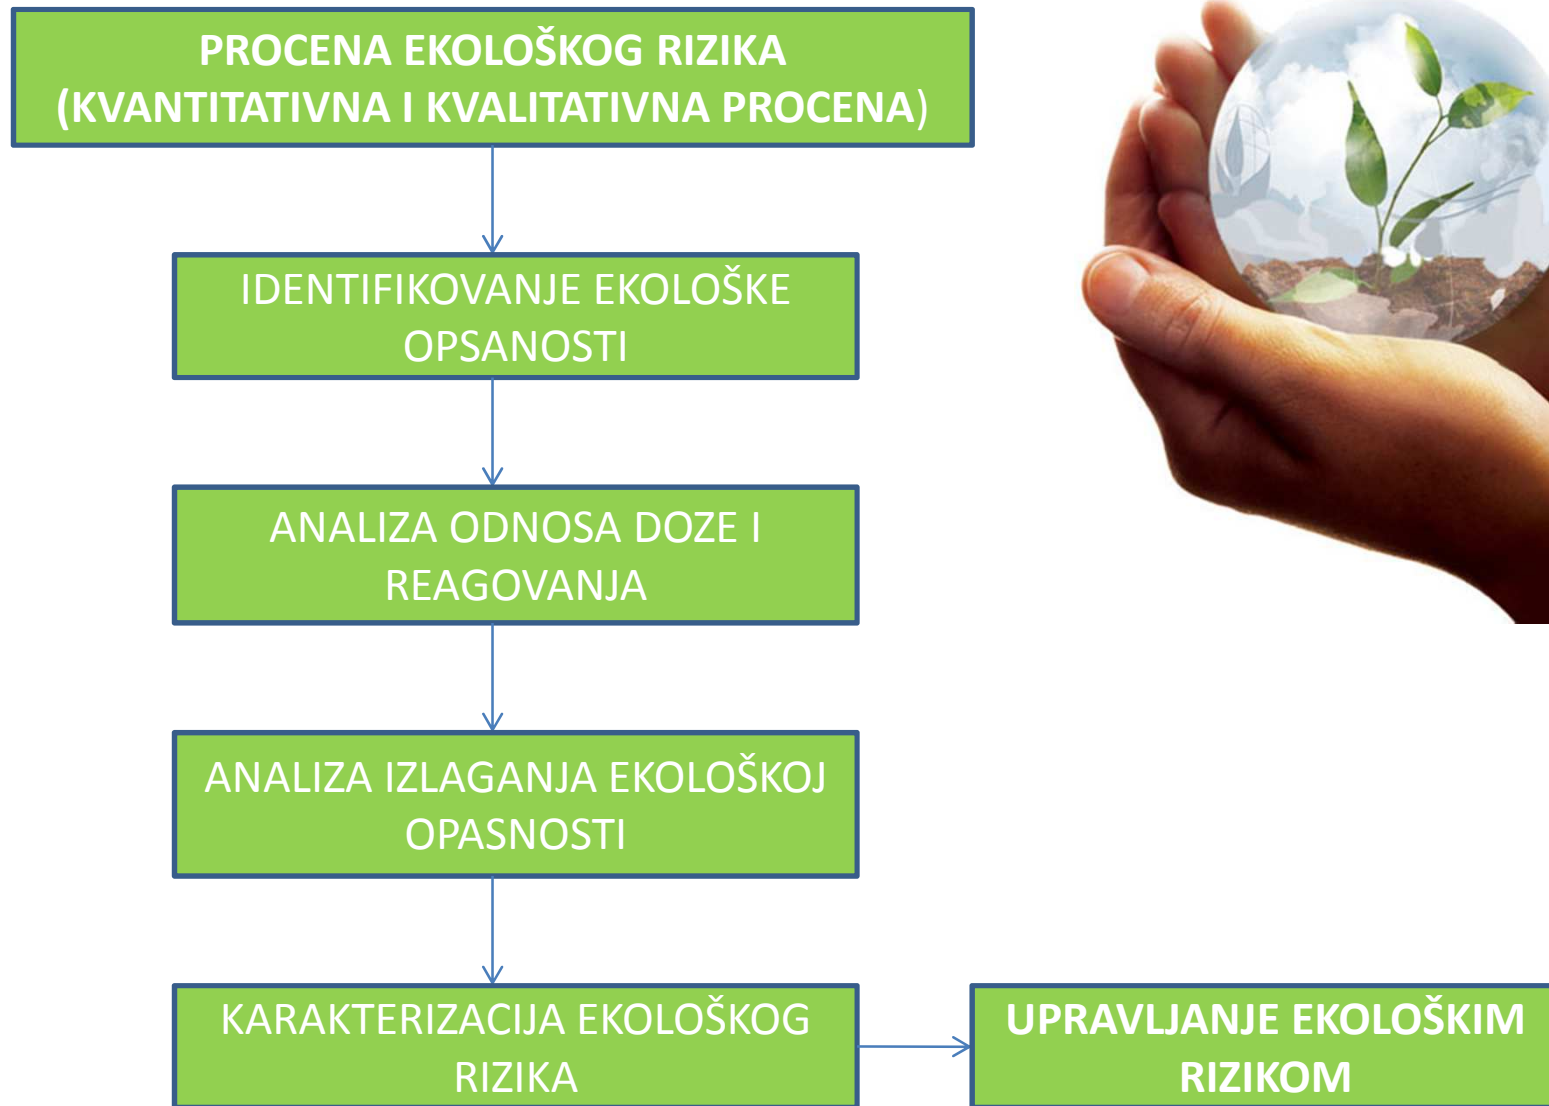 PROCENA EKOLOŠKOG RIZIKA
(KVANTITATIVNA I KVALITATIVNA PROCENA)
IDENTIFIKOVANJE EKOLOŠKE
OPSANOSTI
ANALIZA ODNOSA DOZE I
REAGOVANJA
ANALIZA IZLAGANJA EKOLOŠKOJ
OPASNOSTI
KARAKTERIZACIJA EKOLOŠKOG
RIZIKA
UPRAVLJANJE EKOLOŠKIM
RIZIKOM